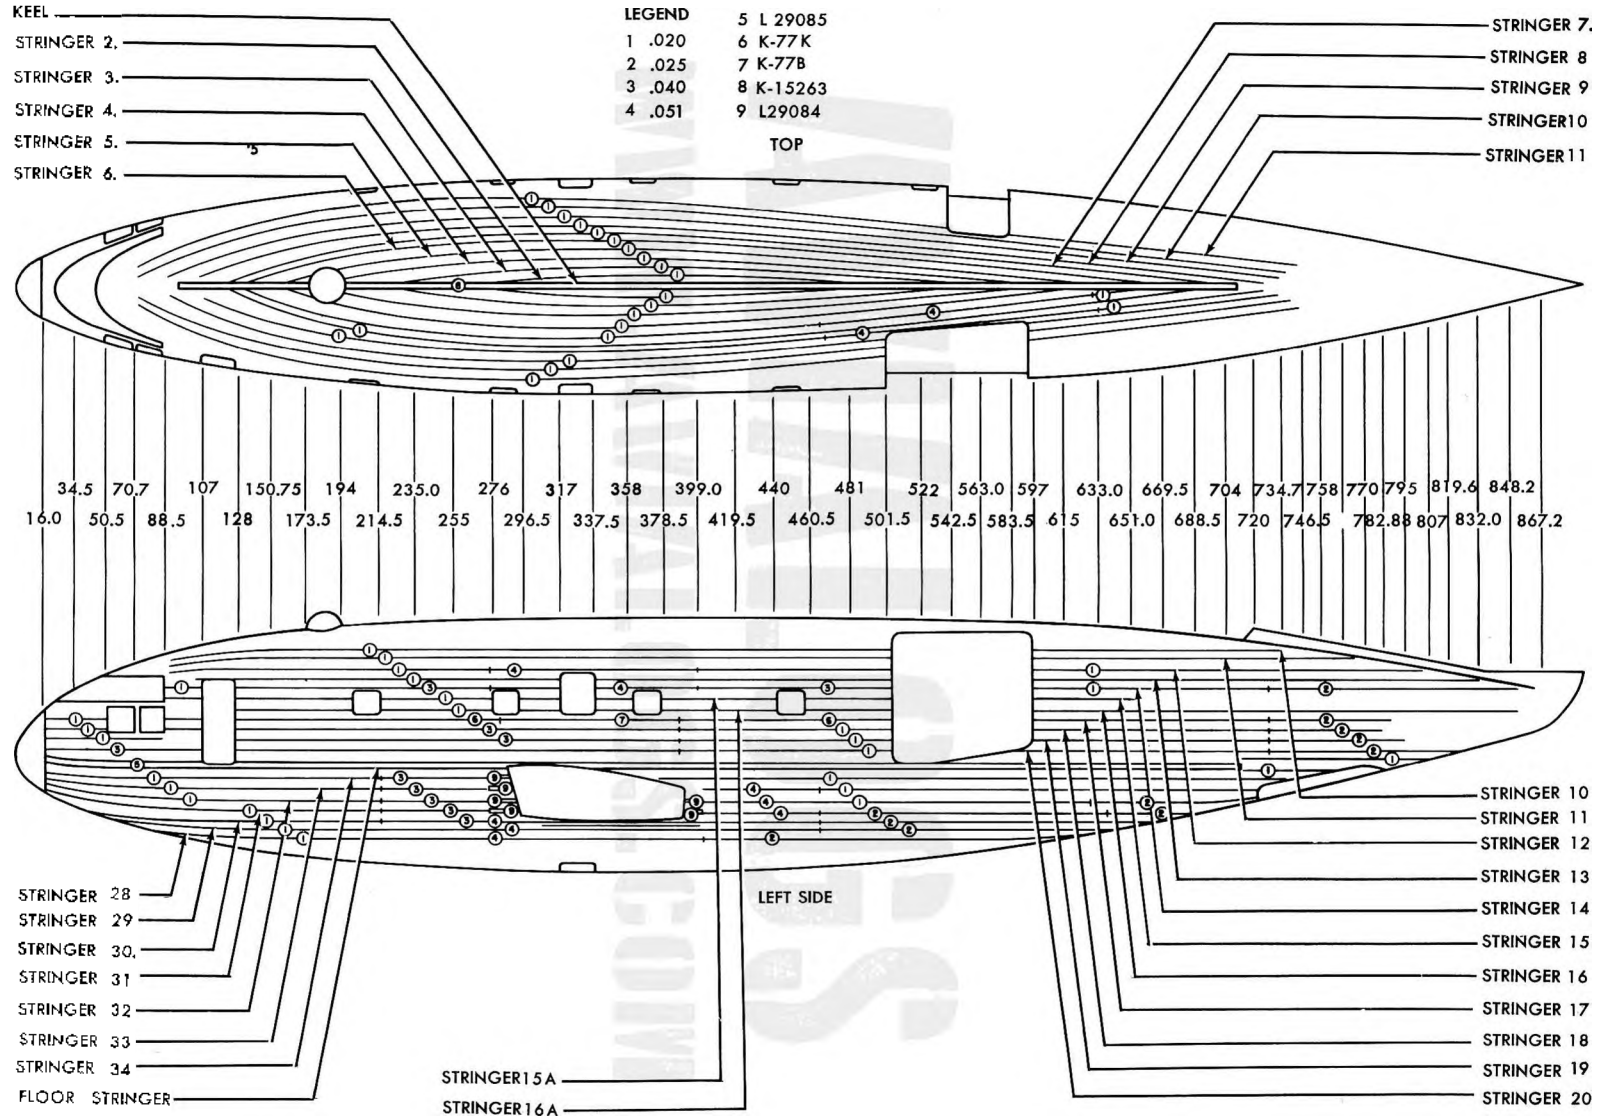 KEEL
STRINGER 2.
STRINGER 3.
STRINGER 4.
STRINGER 5.
STRINGER 6.
LEGEND
1 .020
2 .025
3 .040
4 .051
5 L 29085
6 K-77K
7 K-77B
8 K-15263
9 L29084
TOP
STRINGER 7.
STRINGER 8
STRINGER 9
STRINGER10
STRINGER11
34.5 70.7 107 150.75 194 235.0 276 317 358 399.0 440 481 522 563.0 597 633.0 669.5 704 734.7 758 770 795 819.6 848.2
16.0 50.5 88.5 128 173.5 214.5 255 296.5 337.5 378.5 419.5 460.5 501.5 542.5 583.5 615 651.0 688.5 720 746.5 782.88 807 832.0 867.2
STRINGER 10
STRINGER 11
STRINGER 12
STRINGER 13
STRINGER 14
STRINGER 15
STRINGER 16
STRINGER 17
STRINGER 18
STRINGER 19
STRINGER 20
LEFT SIDE
STRINGER 28
STRINGER 29
STRINGER 30.
STRINGER 31
STRINGER 32
STRINGER 33
STRINGER 34
FLOOR STRINGER
STRINGER15A
STRINGER16A